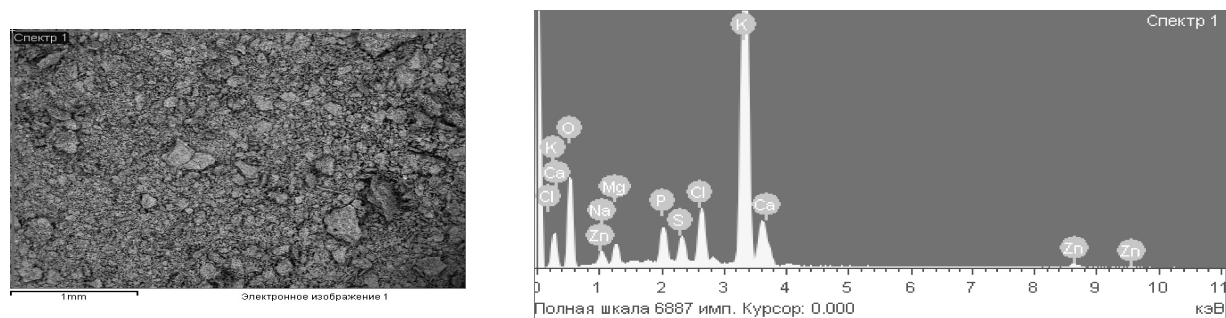 Спектр 1
1mm
Электронное изображение 1
Спектр 1
K
O
K
Ca
Cl
Mg
Na
Zn
P
S
Cl
Ca
Zn
Zn
0 1 2 3 4 5 6 7 8 9 10 11
Полная шкала 6887 имп. Курсор: 0.000
кэВ